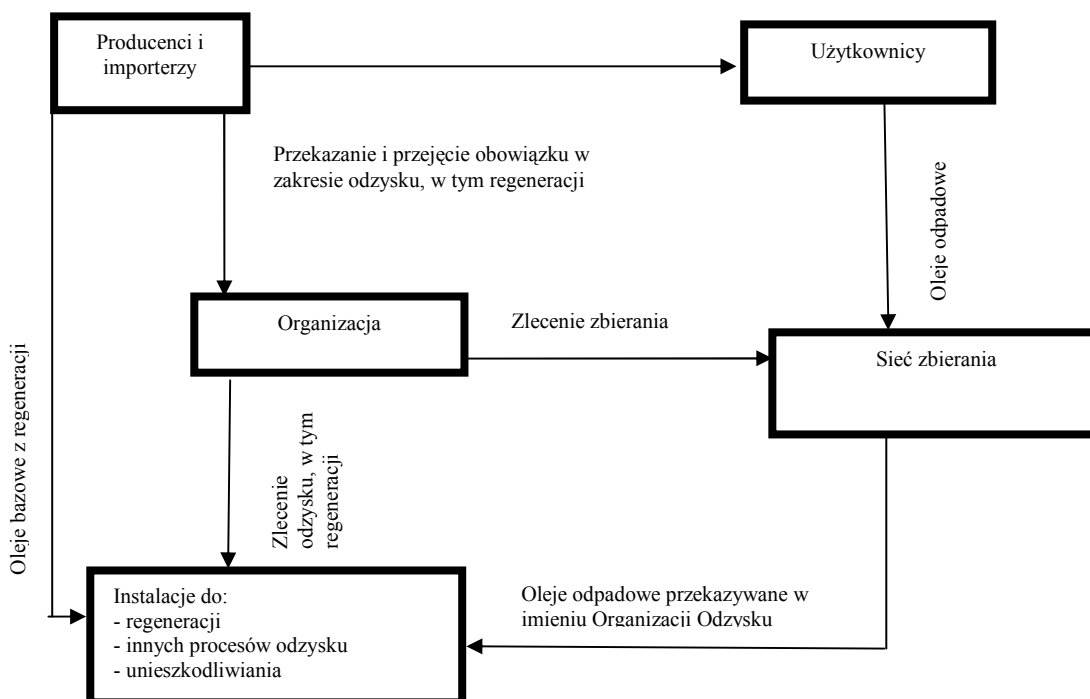 Producenci i
importerzy
Użytkownicy
Przekazanie i przejęcie obowiązku w
zakresie odzysku, w tym regeneracji
Oleje odpadowe
Organizacja
Zlecenie zbierania
Sieć zbierania
Oleje bazowe z regeneracji
Zlecenie
odzysku, w tym
regeneracji
Instalacje do:
- regeneracji
- innych procesów odzysku
- unieszkodliwiania
Oleje odpadowe przekazywane w
imieniu Organizacji Odzysku